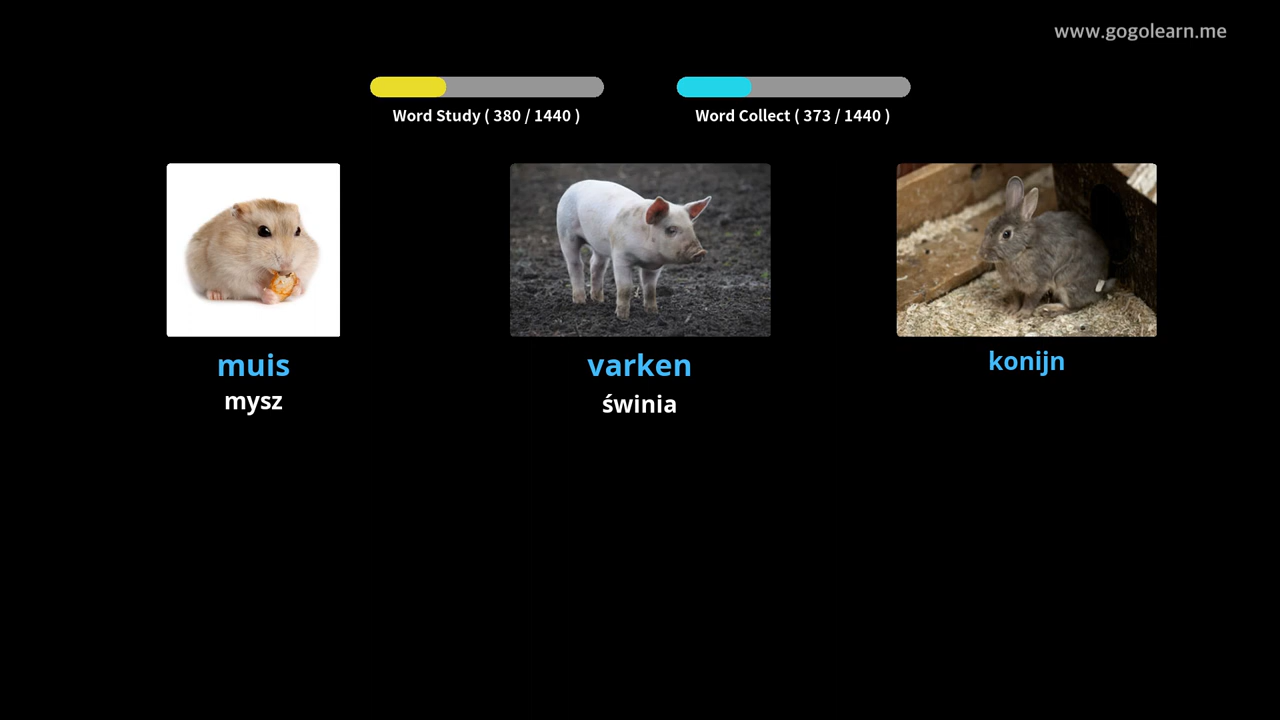 www.gogolearn.me
Word Study ( 380 / 1440 )
Word Collect ( 373 / 1440 )
muis
mysz
varken
świnia
konijn